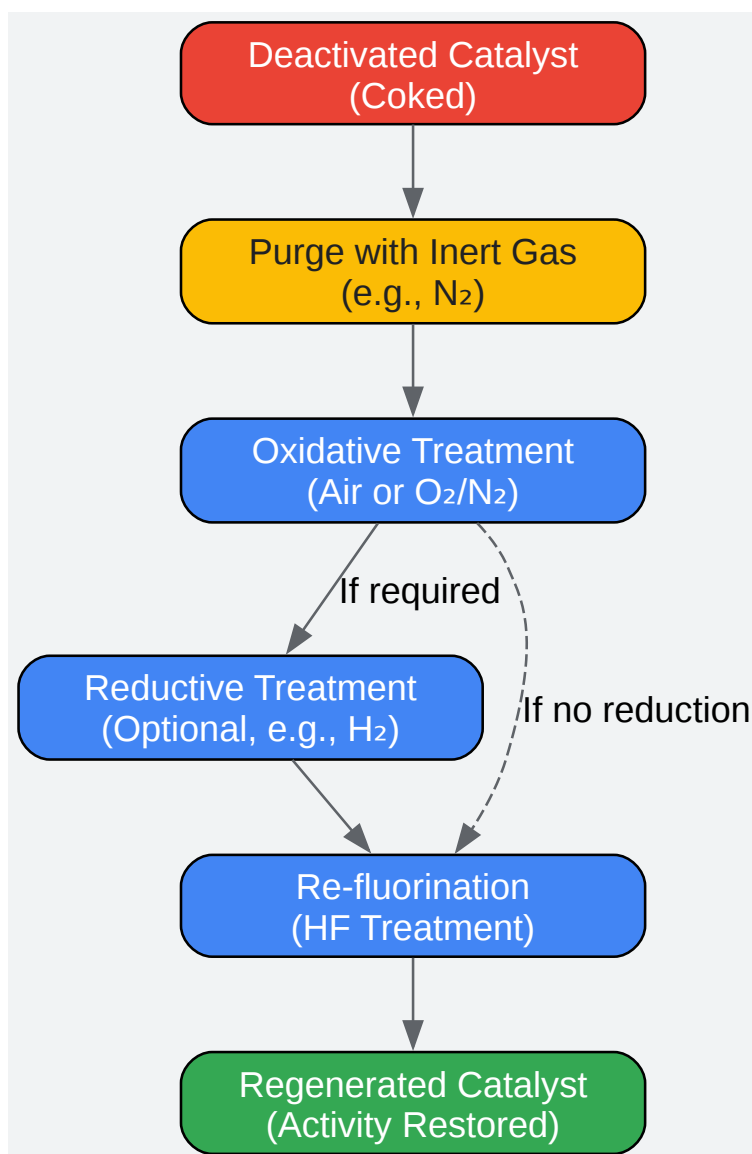 Deactivated Catalyst
(Coked)
Purge with Inert Gas
(e.g., N₂)
Oxidative Treatment
(Air or O₂/N₂)
If required
Reductive Treatment
(Optional, e.g., H₂)
If no reduction
Re-fluorination
(HF Treatment)
Regenerated Catalyst
(Activity Restored)